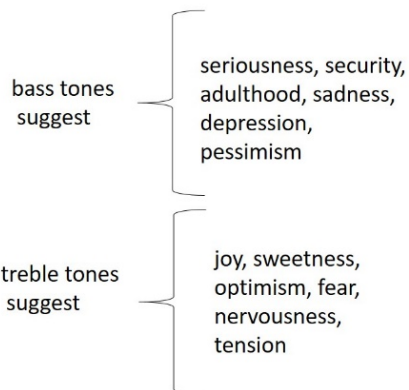 bass tones
suggest
seriousness, security,
adulthood, sadness,
depression,
pessimism
treble tones
suggest
joy, sweetness,
optimism, fear,
nervousness,
tension